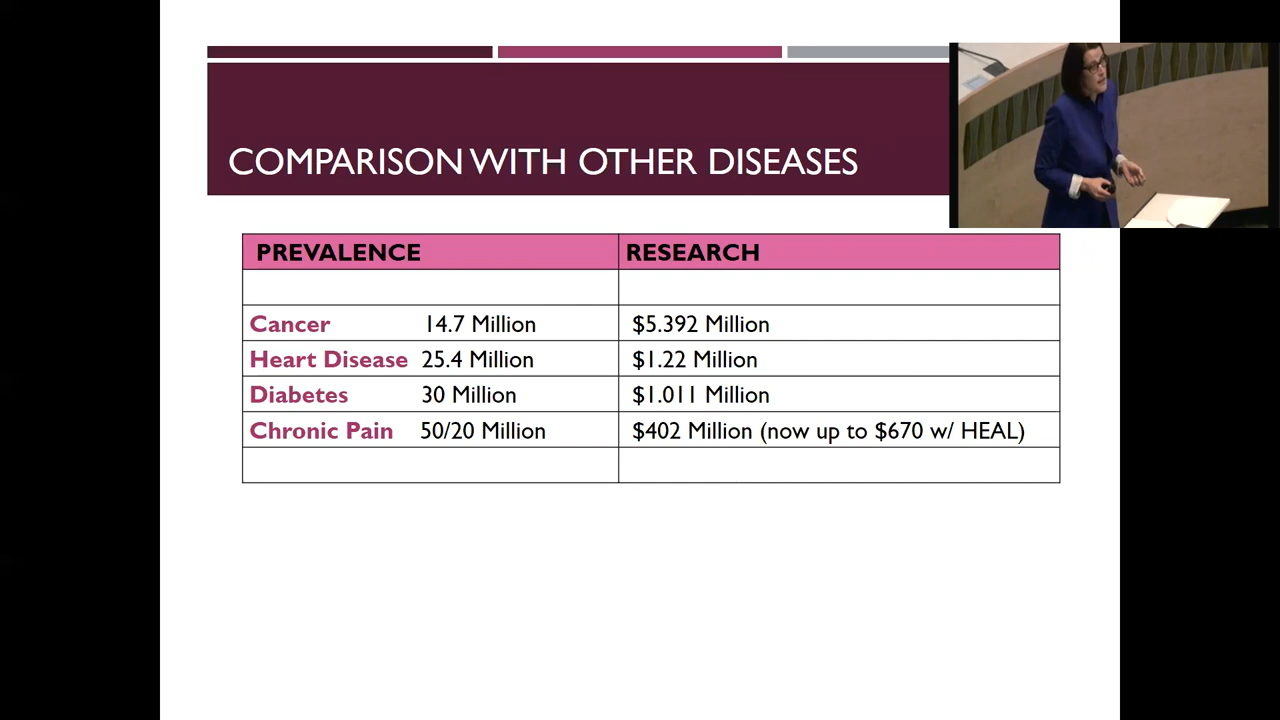 COMPARISON WITH OTHER DISEASES
PREVALENCE RESEARCH
Cancer 14.7 Million $5.392 Million
Heart Disease 25.4 Million $1.22 Million
Diabetes 30 Million $1.011 Million
Chronic Pain 50/20 Million $402 Million (now up to $670 w/ HEAL)